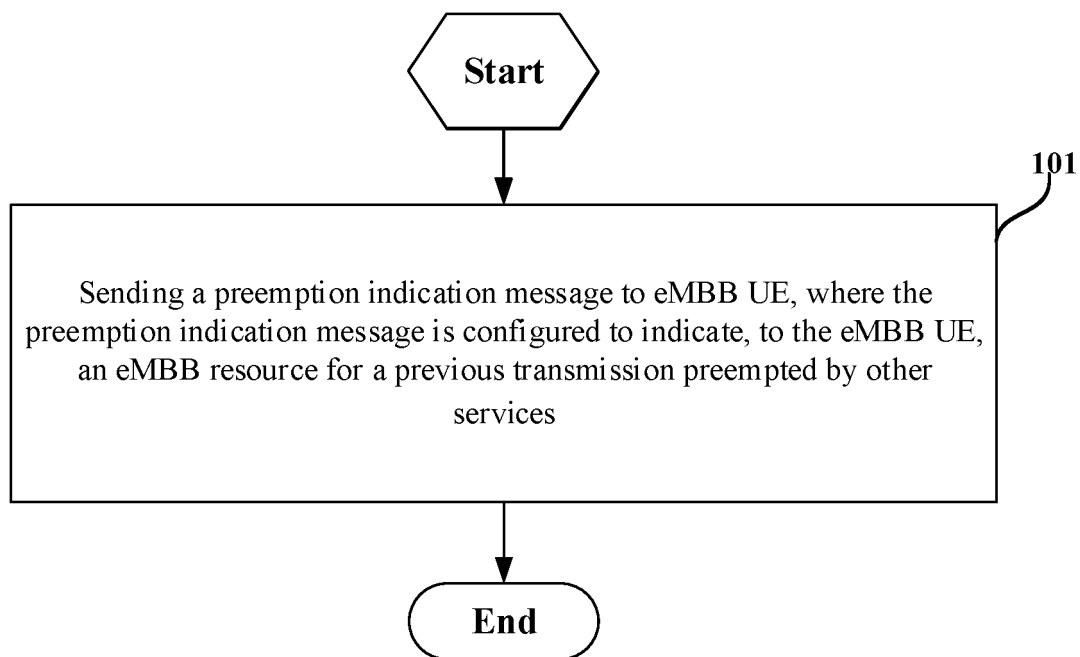 Start
101
Sending a preemption indication message to eMBB UE, where the
preemption indication message is configured to indicate, to the eMBB UE,
an eMBB resource for a previous transmission preempted by other
services
End